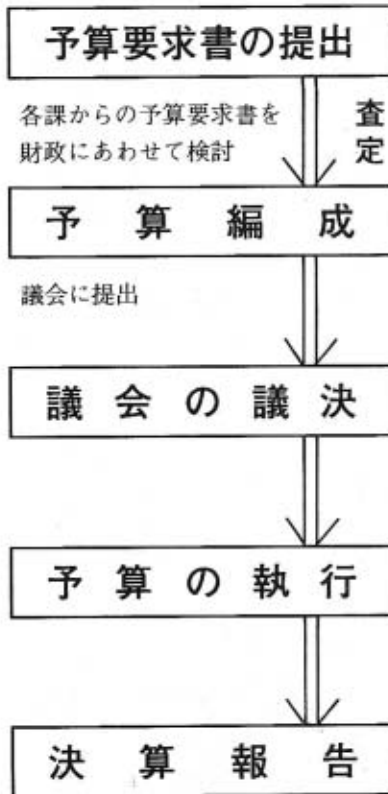 予算要求書の提出
各課からの予算要求書を
財政にあわせて検討
査定
予算編成
議会に提出
議会の議決
予算の執行
決算報告